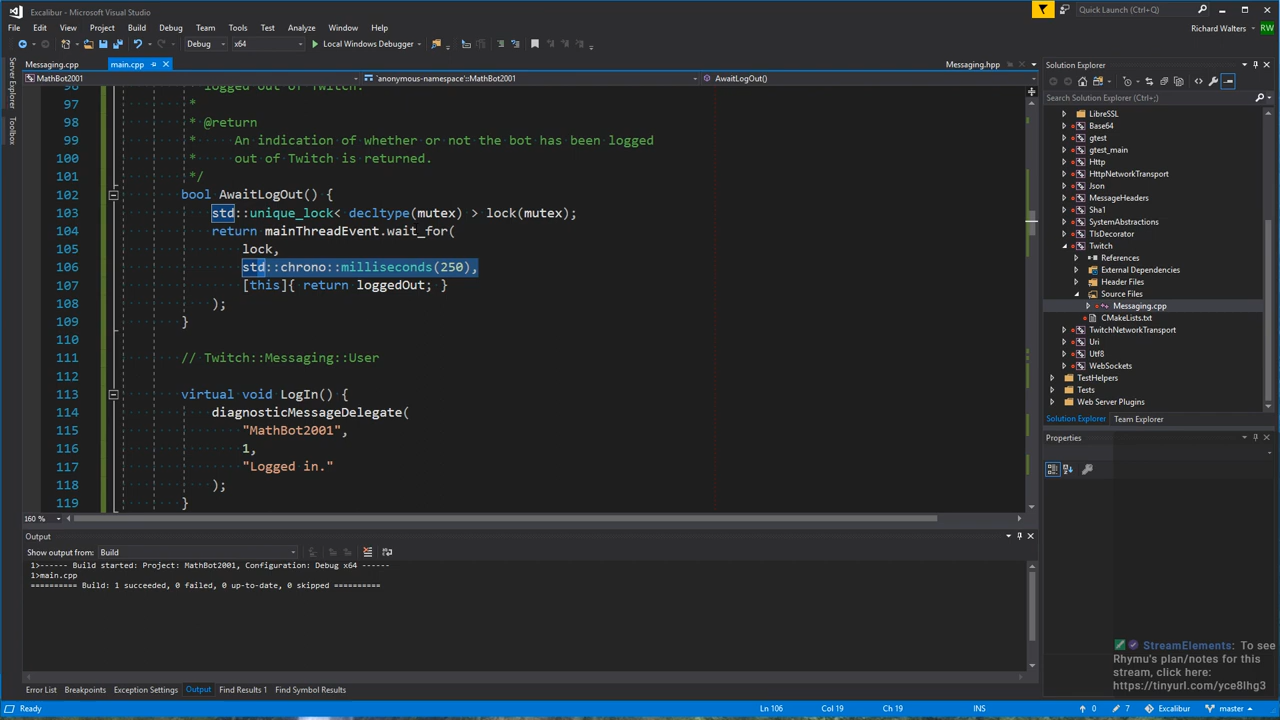 Excalibur - Microsoft Visual Studio
Quick Launch (Ctrl+Q)
File Edit View Project Build Debug Team Tools Test Analyze Window Help
Richard Walters RW
Debug x64 Local Windows Debugger
Server Explorer
Toolbox
Messaging.cpp main.cpp Messaging.hpp
MathBot2001 `anonymous-namespace'::MathBot2001 AwaitLogOut()
96 logged out of Twitch.
97 *
98 * @return
99 * An indication of whether or not the bot has been logged
100 * out of Twitch is returned.
101 */
102 bool AwaitLogOut() {
103 std::unique_lock< decltype(mutex) > lock(mutex);
104 return mainThreadEvent.wait_for(
105 lock,
106 std::chrono::milliseconds(250),
107 [this]{ return loggedOut; }
108 );
109 }
110
111 // Twitch::Messaging::User
112
113 virtual void LogIn() {
114 diagnosticMessageDelegate(
115 "MathBot2001",
116 1,
117 "Logged in."
118 );
119 }
160 %
Output
Show output from: Build
1>------ Build started: Project: MathBot2001, Configuration: Debug x64 ------
1>main.cpp
========== Build: 1 succeeded, 0 failed, 0 up-to-date, 0 skipped ==========
Error List Breakpoints Exception Settings Output Find Results 1 Find Symbol Results
Solution Explorer
Search Solution Explorer (Ctrl+;)
LibreSSL
Base64
gtest
gtest_main
Http
HttpNetworkTransport
Json
MessageHeaders
Sha1
SystemAbstractions
TlsDecorator
Twitch
References
External Dependencies
Header Files
Source Files
Messaging.cpp
CMakeLists.txt
TwitchNetworkTransport
Uri
Utf8
WebSockets
TestHelpers
Tests
Web Server Plugins
Solution Explorer Team Explorer
Properties
StreamElements: To see
Rhymu's plan/notes for this
stream, click here:
https://tinyurl.com/yce8lhg3
Ready Ln 106 Col 19 Ch 19 INS 0 7 Excalibur master